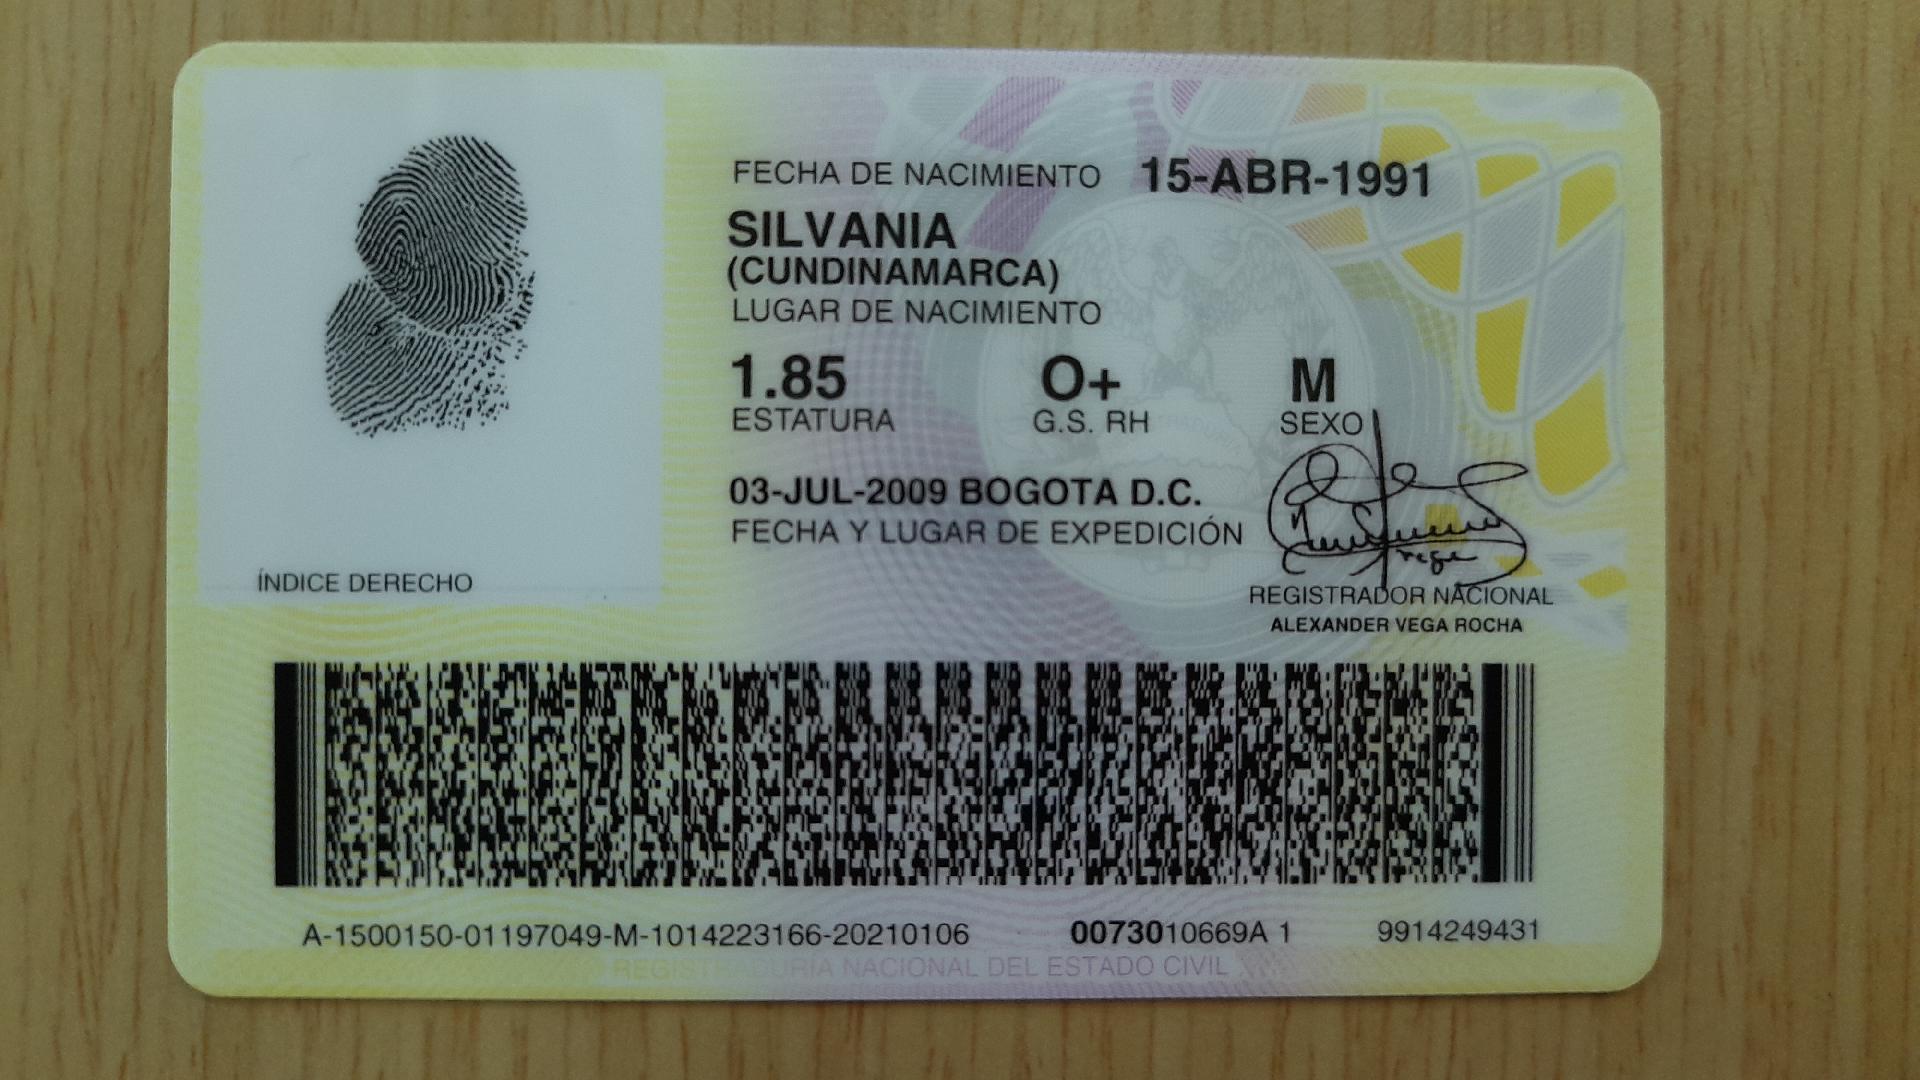 FECHA DE NACIMIENTO 15-ABR-1991
SILVANIA
(CUNDINAMARCA)
LUGAR DE NACIMIENTO
1.85 O+ M
ESTATURA G.S. RH SEXO
03-JUL-2009 BOGOTA D.C.
FECHA Y LUGAR DE EXPEDICIÓN
ÍNDICE DERECHO
REGISTRADOR NACIONAL
ALEXANDER VEGA ROCHA
A-1500150-01197049-M-1014223166-20210106 0073010669A 1 9914249431
REGISTRADURÍA NACIONAL DEL ESTADO CIVIL